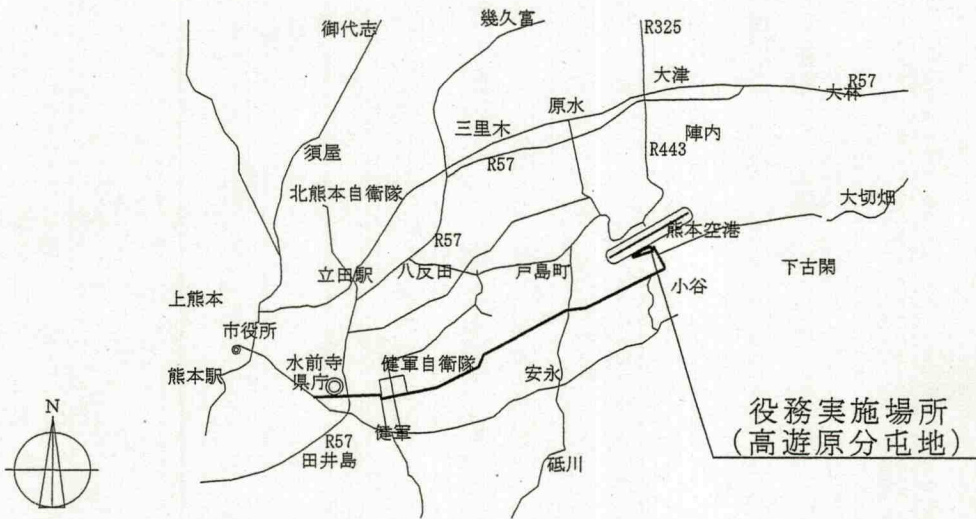 幾久富
御代志
R325
大津
R57
大林
原水
三里木
陣内
須屋
R57
R443
北熊本自衛隊
大切畑
熊本空港
R57
立田駅
八反田
戸島町
下古閑
小谷
上熊本
市役所
水前寺
県庁
健軍自衛隊
熊本駅
安永
N
健軍
R57
田井島
砥川
役務実施場所
(高遊原分屯地)